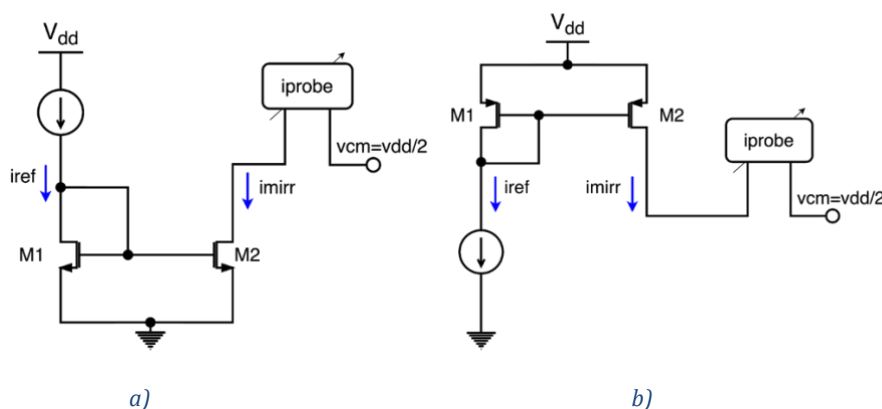 Vdd
iprobe
vcm=vdd/2
iref
imirr
M1
M2
a)
Vdd
M1
M2
iprobe
vcm=vdd/2
iref
imirr
b)